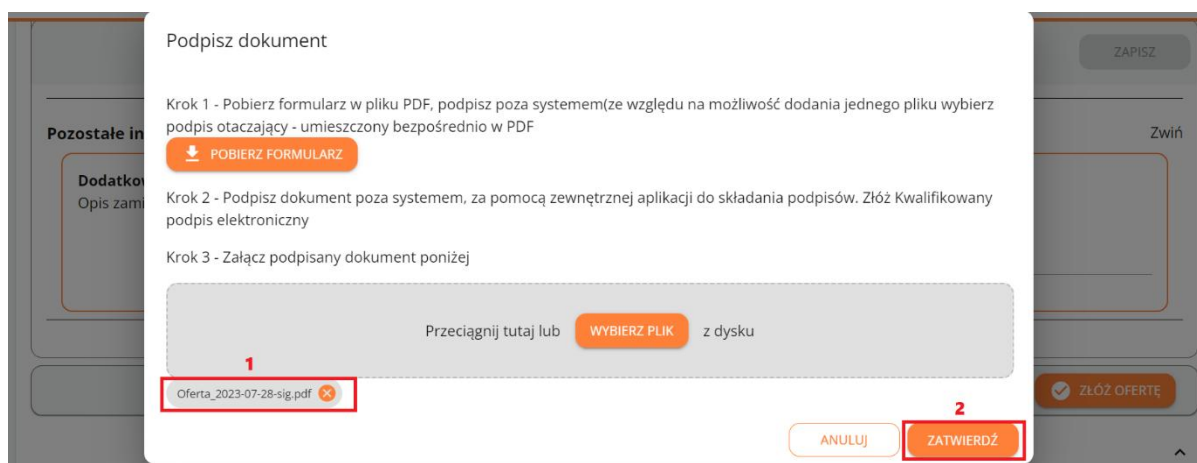 Podpisz dokument
ZAPISZ
Krok 1 - Pobierz formularz w pliku PDF, podpisz poza systemem(ze względu na możliwość dodania jednego pliku wybierz
podpis otaczający - umieszczony bezpośrednio w PDF
Pozostałe in
Zwiń
POBIERZ FORMULARZ
Dodatko
Opis zami
Krok 2 - Podpisz dokument poza systemem, za pomocą zewnętrznej aplikacji do składania podpisów. Złóż Kwalifikowany
podpis elektroniczny
Krok 3 - Załącz podpisany dokument poniżej
Przeciągnij tutaj lub WYBIERZ PLIK z dysku
1
Oferta_2023-07-28-sig.pdf
ZŁÓŻ OFERTĘ
2
ANULUJ ZATWIERDŹ